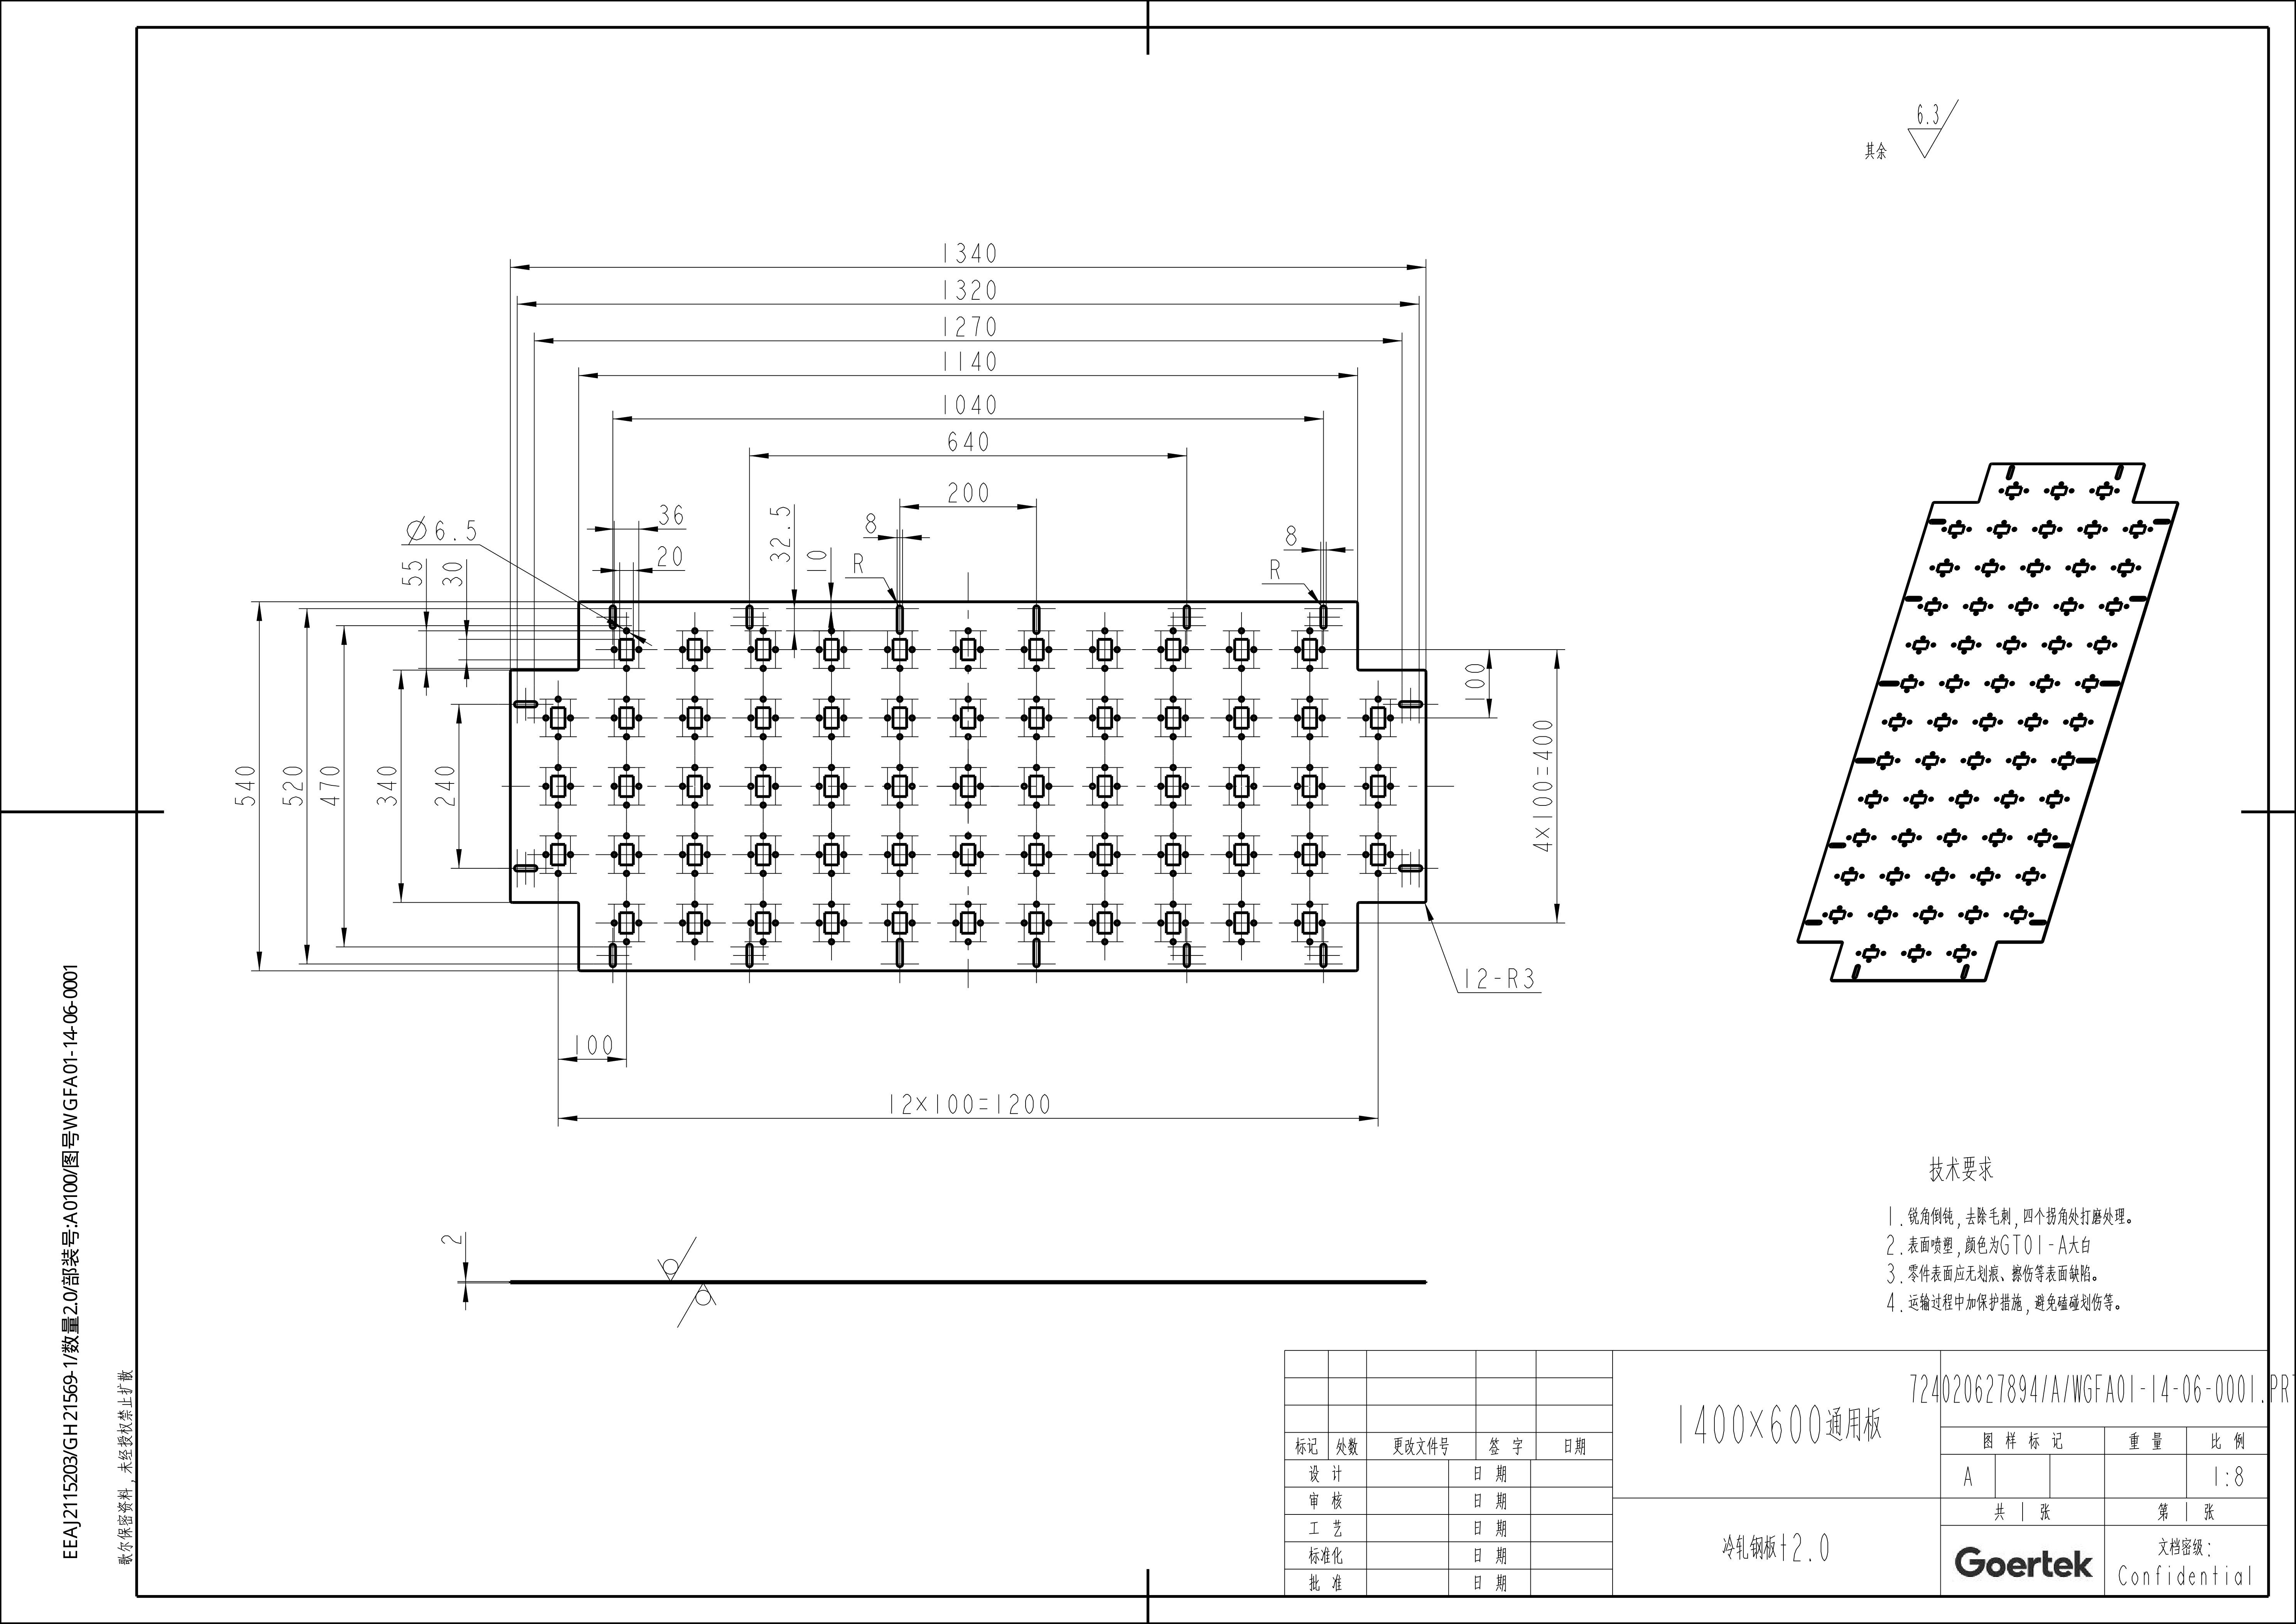 6.3
其余
1340
1320
1270
1140
1040
640
200
36
32.5
8
8
∅6.5
20
55
30
10
R
R
100
540
520
470
340
240
4×100=400
12-R3
100
12×100=1200
2
技术要求
1.锐角倒钝,去除毛刺,四个拐角处打磨处理。
2.表面喷塑,颜色为GT01-A大白
3.零件表面应无划痕、擦伤等表面缺陷。
4.运输过程中加保护措施,避免磕碰划伤等。
EEAJ2115203/GH21569-1/数量2.0/部装号:A0100/图号WGFA01-14-06-0001
歌尔保密资料,未经授权禁止扩散
标记 处数 更改文件号 签 字 日期
设 计 日 期
审 核 日 期
工 艺 日 期
标准化 日 期
批 准 日 期
1400×600通用板
冷轧钢板t2.0
724020627894/A/WGFA01-14-06-0001.PR
图 样 标 记 重 量 比 例
A 1:8
共 1 张 第 1 张
Goertek
文档密级:
Confidential